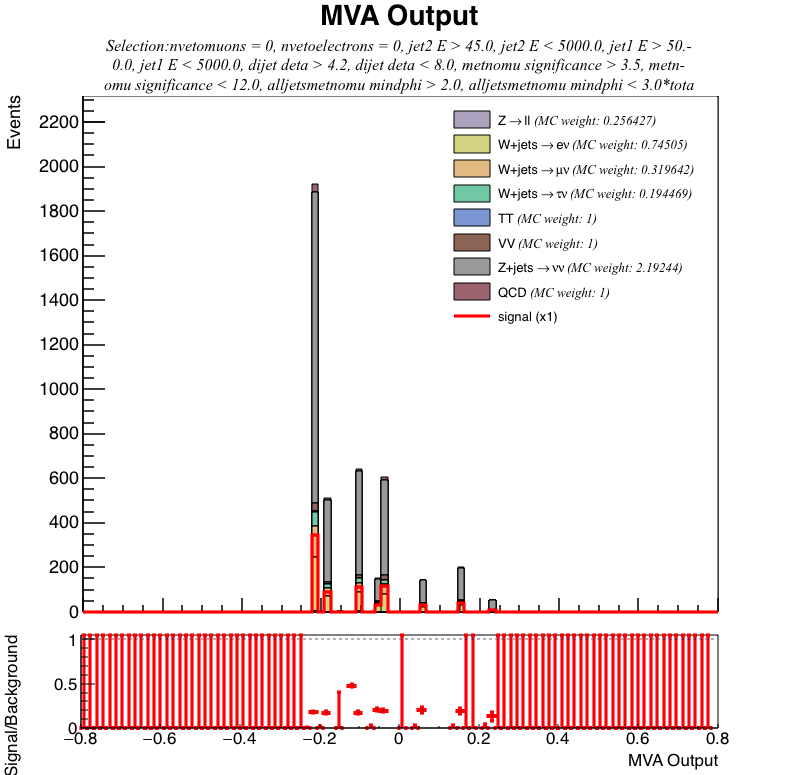 MVA Output
Selection:nvetomuons = 0, nvetoelectrons = 0, jet2 E > 45.0, jet2 E < 5000.0, jet1 E > 50.-
0.0, jet1 E < 5000.0, dijet deta > 4.2, dijet deta < 8.0, metnomu significance > 3.5, metn-
omu significance < 12.0, alljetsmetnomu mindphi > 2.0, alljetsmetnomu mindphi < 3.0*tota
Events
2200
2000
1800
1600
1400
1200
1000
800
600
400
200
0
Z→ll (MC weight: 0.256427)
W+jets→eν (MC weight: 0.74505)
W+jets→μν (MC weight: 0.319642)
W+jets→τν (MC weight: 0.194469)
TT (MC weight: 1)
VV (MC weight: 1)
Z+jets→νν (MC weight: 2.19244)
QCD (MC weight: 1)
signal (x1)
Signal/Background
1
0.5
0
−0.8 −0.6 −0.4 −0.2 0 0.2 0.4 0.6 0.8
MVA Output